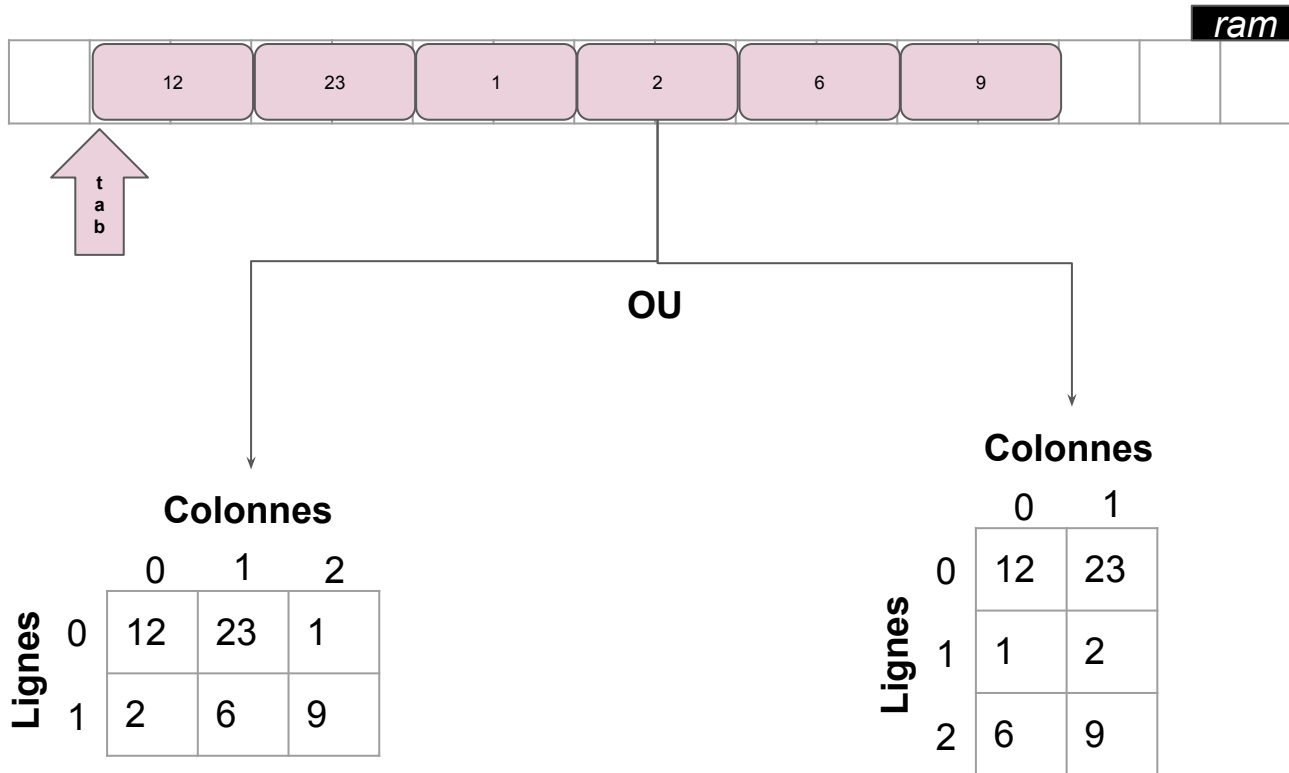 ram
12 23 1 2 6 9
t
a
b
OU
Colonnes
0 1 2
Lignes
0 12 23 1
1 2 6 9
Colonnes
0 1
Lignes
0 12 23
1 1 2
2 6 9